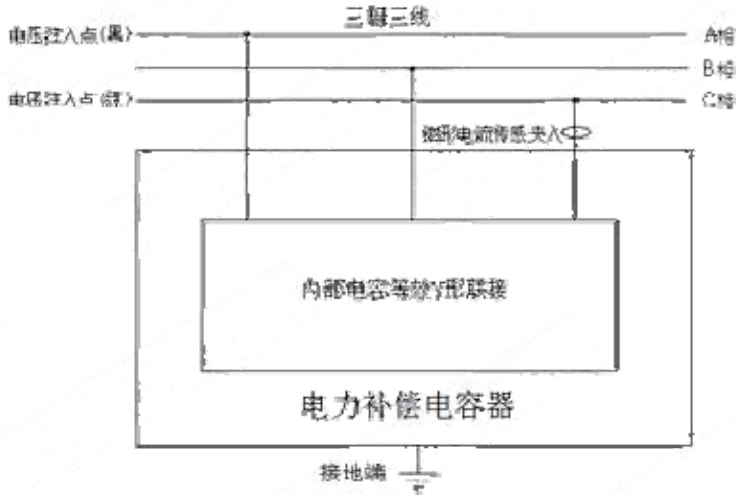 三相三线
电压注入点(黑)
A相
B相
电压注入点(红)
C相
电流传感夹入
内部电容等效Y形联接
电力补偿电容器
接地端